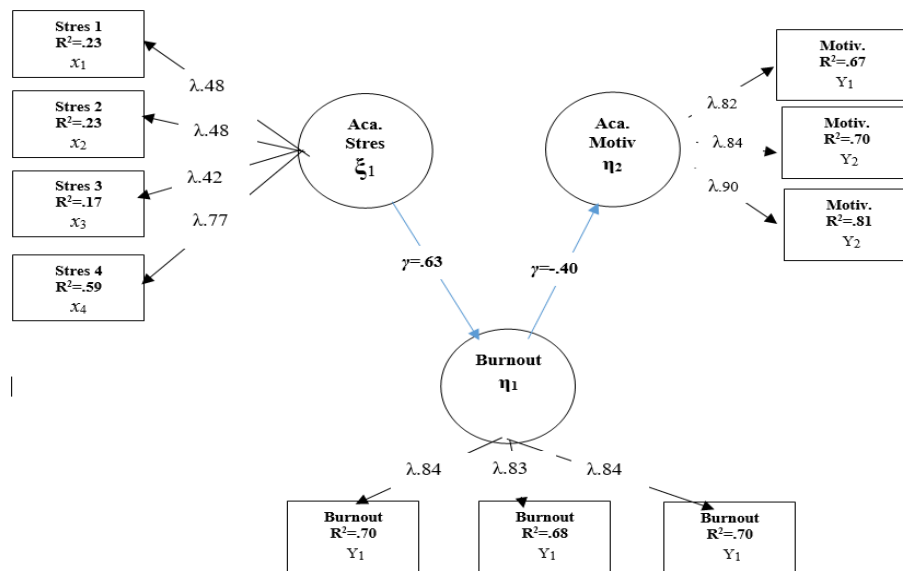 Stres 1
R²=.23
x₁
Stres 2
R²=.23
x₂
Stres 3
R²=.17
x₃
Stres 4
R²=.59
x₄
λ.48
λ.48
λ.42
λ.77
Aca.
Stres
ξ₁
Aca.
Motiv
η₂
λ.82
λ.84
λ.90
Motiv.
R²=.67
Y₁
Motiv.
R²=.70
Y₂
Motiv.
R²=.81
Y₂
γ=.63
γ=-.40
Burnout
η₁
λ.84
λ.83
λ.84
Burnout
R²=.70
Y₁
Burnout
R²=.68
Y₁
Burnout
R²=.70
Y₁